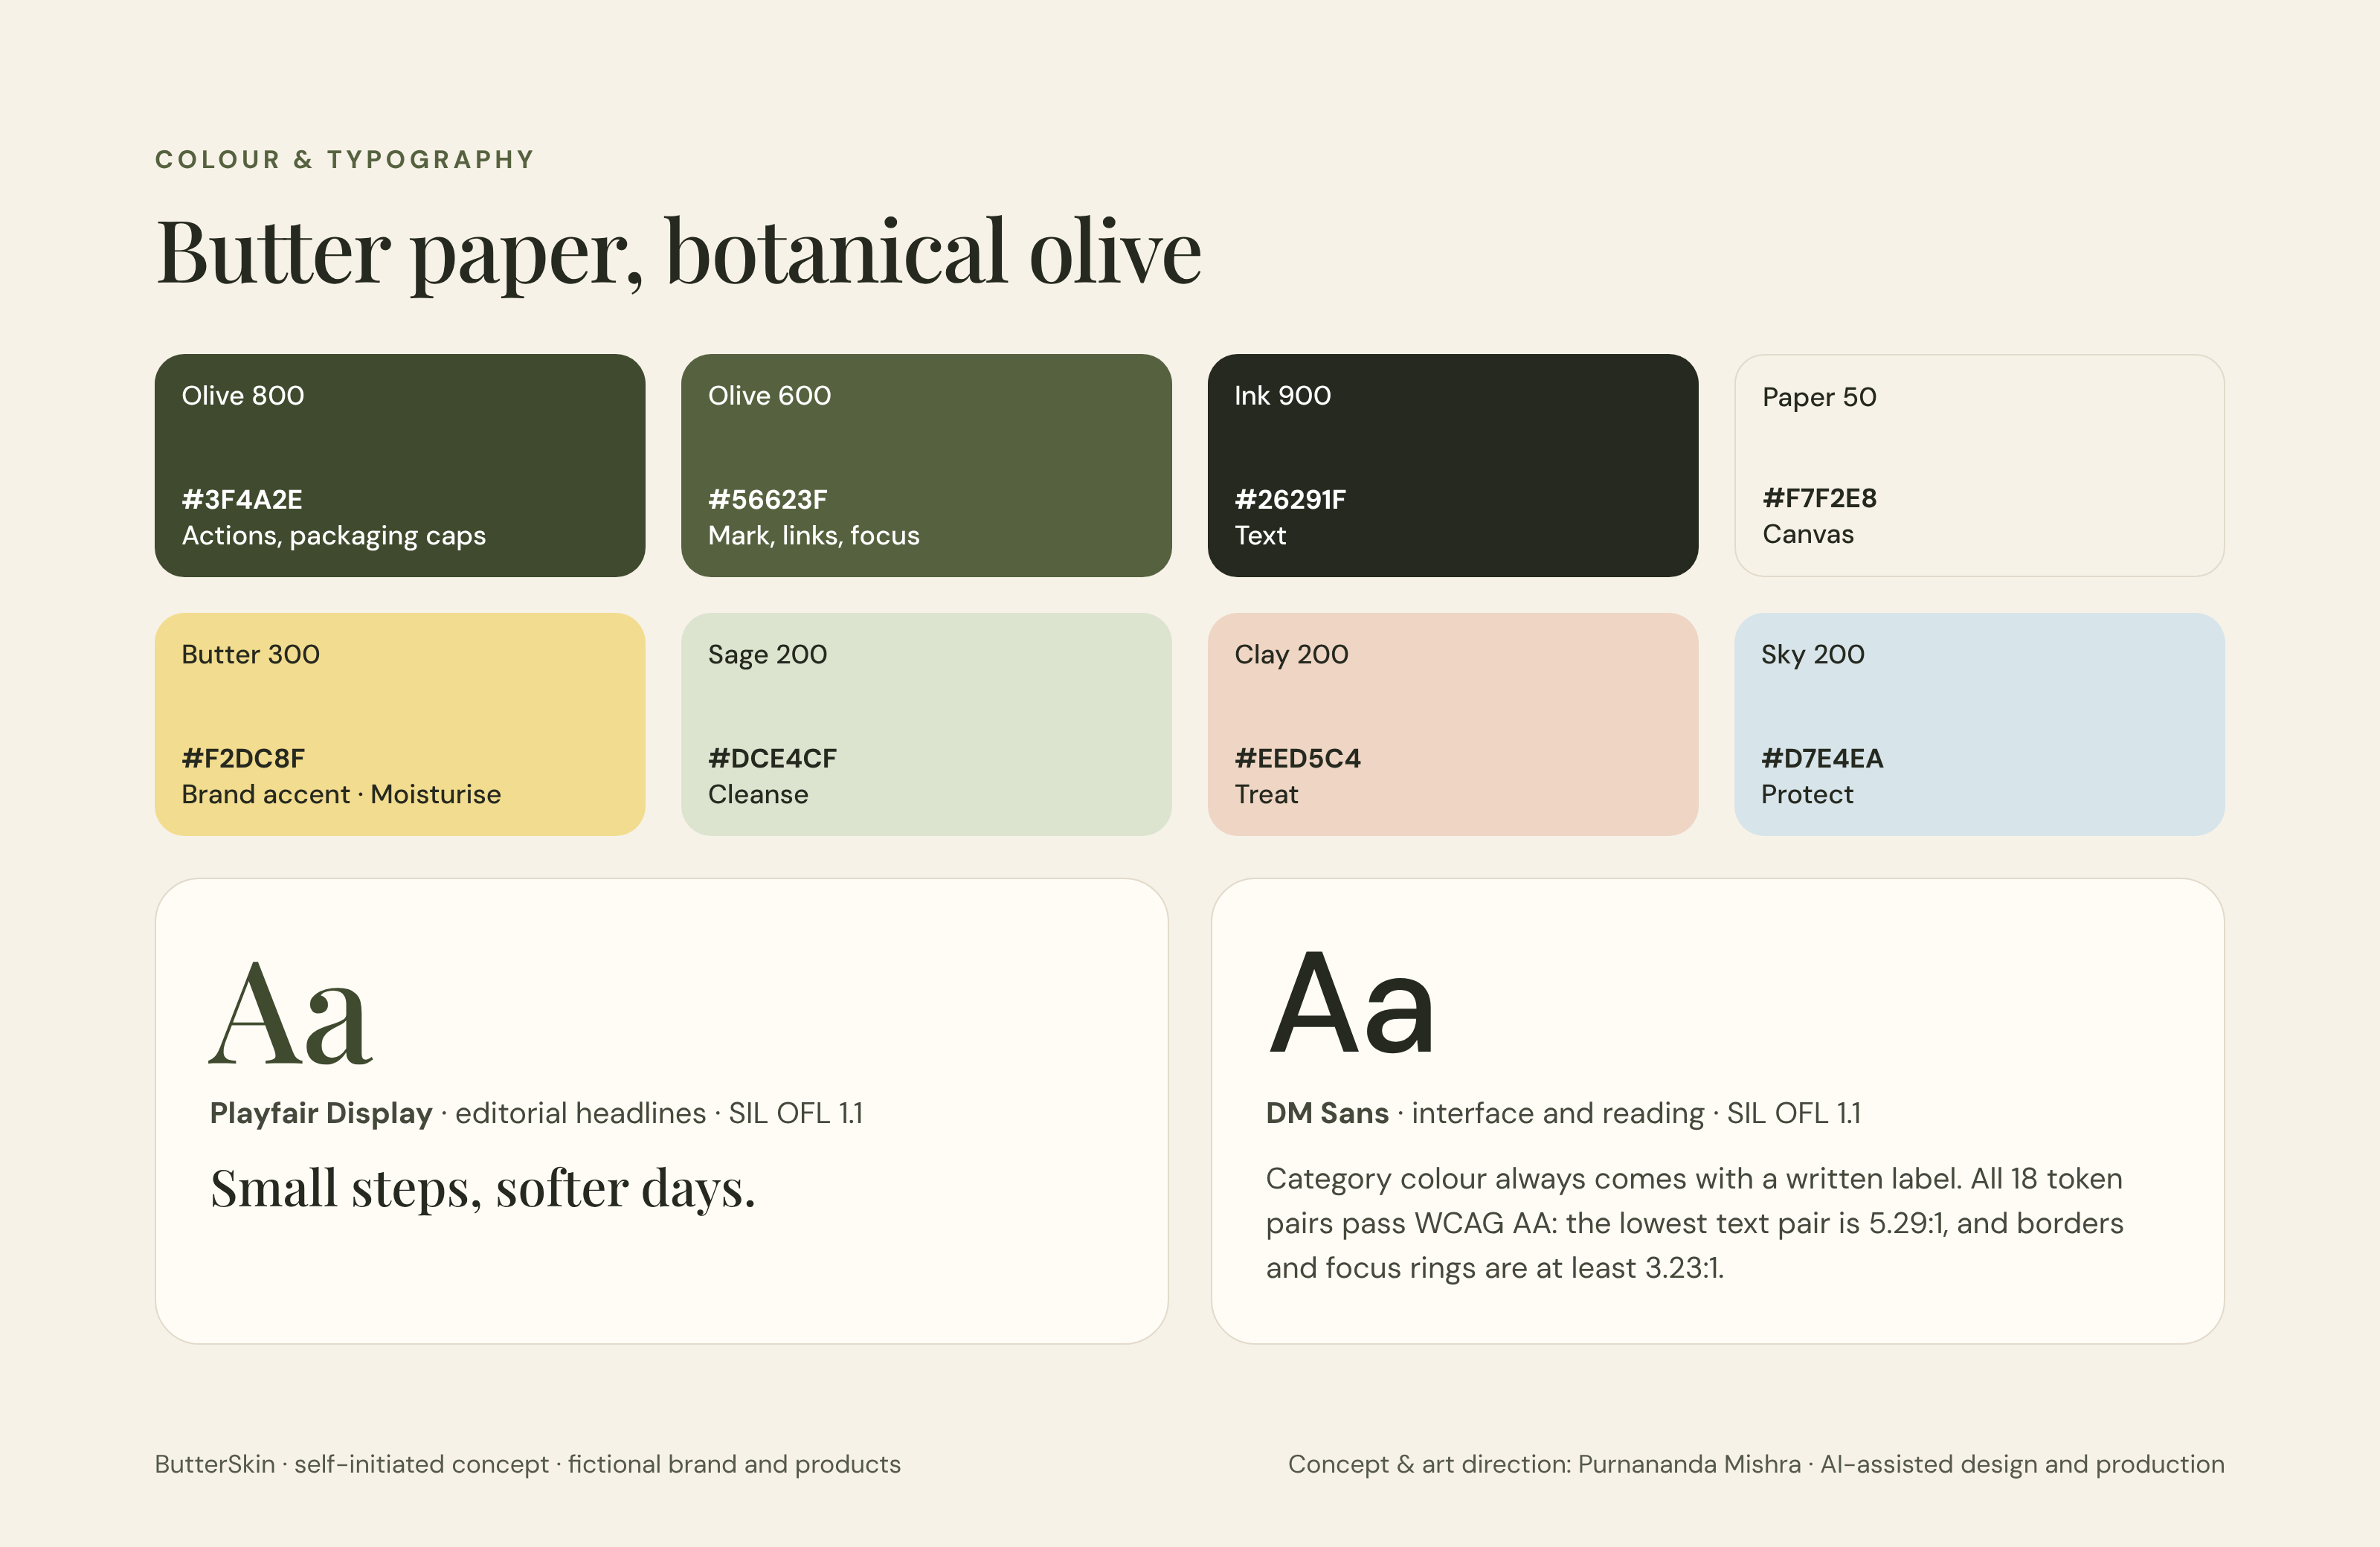 COLOUR & TYPOGRAPHY
Butter paper, botanical olive
Olive 800
#3F4A2E
Actions, packaging caps
Olive 600
#56623F
Mark, links, focus
Ink 900
#26291F
Text
Paper 50
#F7F2E8
Canvas
Butter 300
#F2DC8F
Brand accent · Moisturise
Sage 200
#DCE4CF
Cleanse
Clay 200
#EED5C4
Treat
Sky 200
#D7E4EA
Protect
Aa
Playfair Display · editorial headlines · SIL OFL 1.1
Small steps, softer days.
Aa
DM Sans · interface and reading · SIL OFL 1.1
Category colour always comes with a written label. All 18 token
pairs pass WCAG AA: the lowest text pair is 5.29:1, and borders
and focus rings are at least 3.23:1.
ButterSkin · self-initiated concept · fictional brand and products
Concept & art direction: Purnananda Mishra · AI-assisted design and production